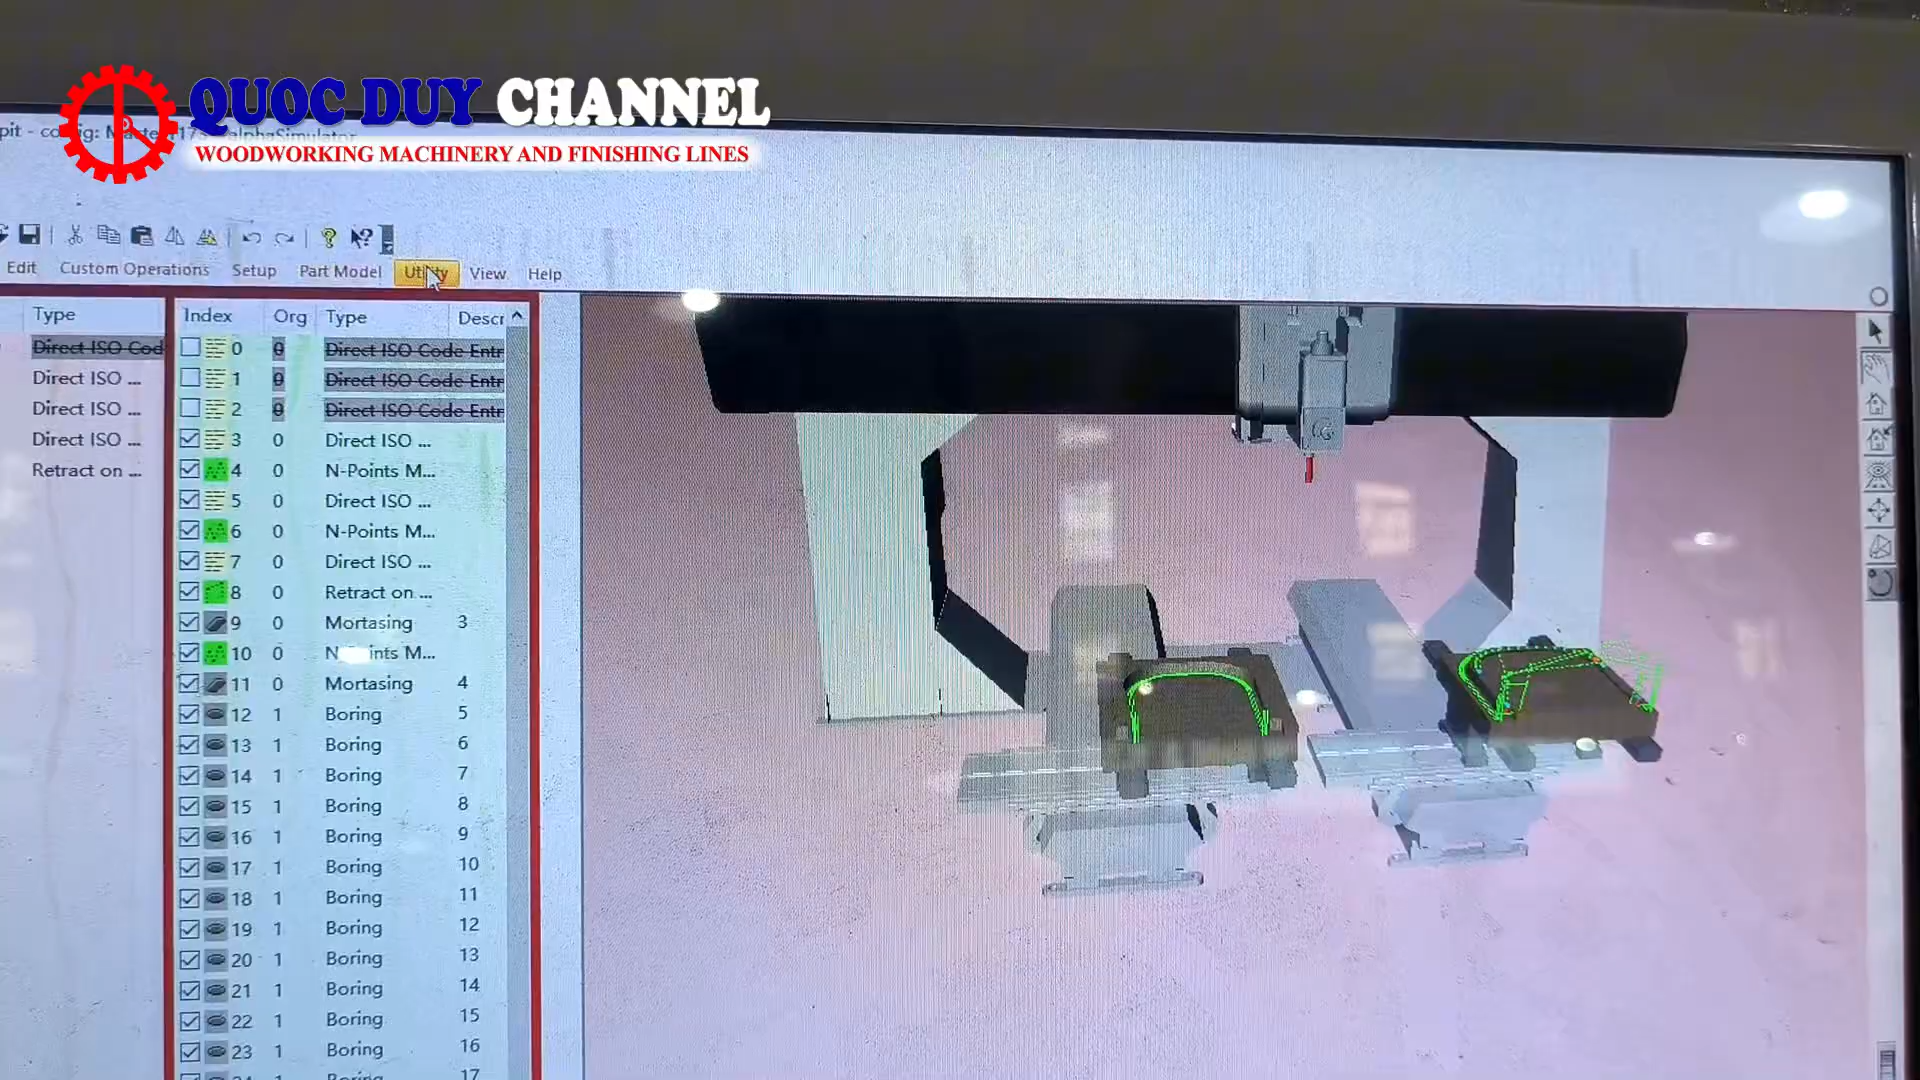 QUOC DUY CHANNEL
WOODWORKING MACHINERY AND FINISHING LINES
alphaSimulator
Edit Custom Operations Setup Part Model Utility View Help
Type
Direct ISO Cod
Direct ISO ...
Direct ISO ...
Direct ISO ...
Retract on ...
Index Org Type Descr
0 0 Direct ISO Code Entr
1 0 Direct ISO Code Entr
2 0 Direct ISO Code Entr
3 0 Direct ISO ...
4 0 N-Points M...
5 0 Direct ISO ...
6 0 N-Points M...
7 0 Direct ISO ...
8 0 Retract on ...
9 0 Mortasing 3
10 0 N-Points M...
11 0 Mortasing 4
12 1 Boring 5
13 1 Boring 6
14 1 Boring 7
15 1 Boring 8
16 1 Boring 9
17 1 Boring 10
18 1 Boring 11
19 1 Boring 12
20 1 Boring 13
21 1 Boring 14
22 1 Boring 15
23 1 Boring 16
Boring 17